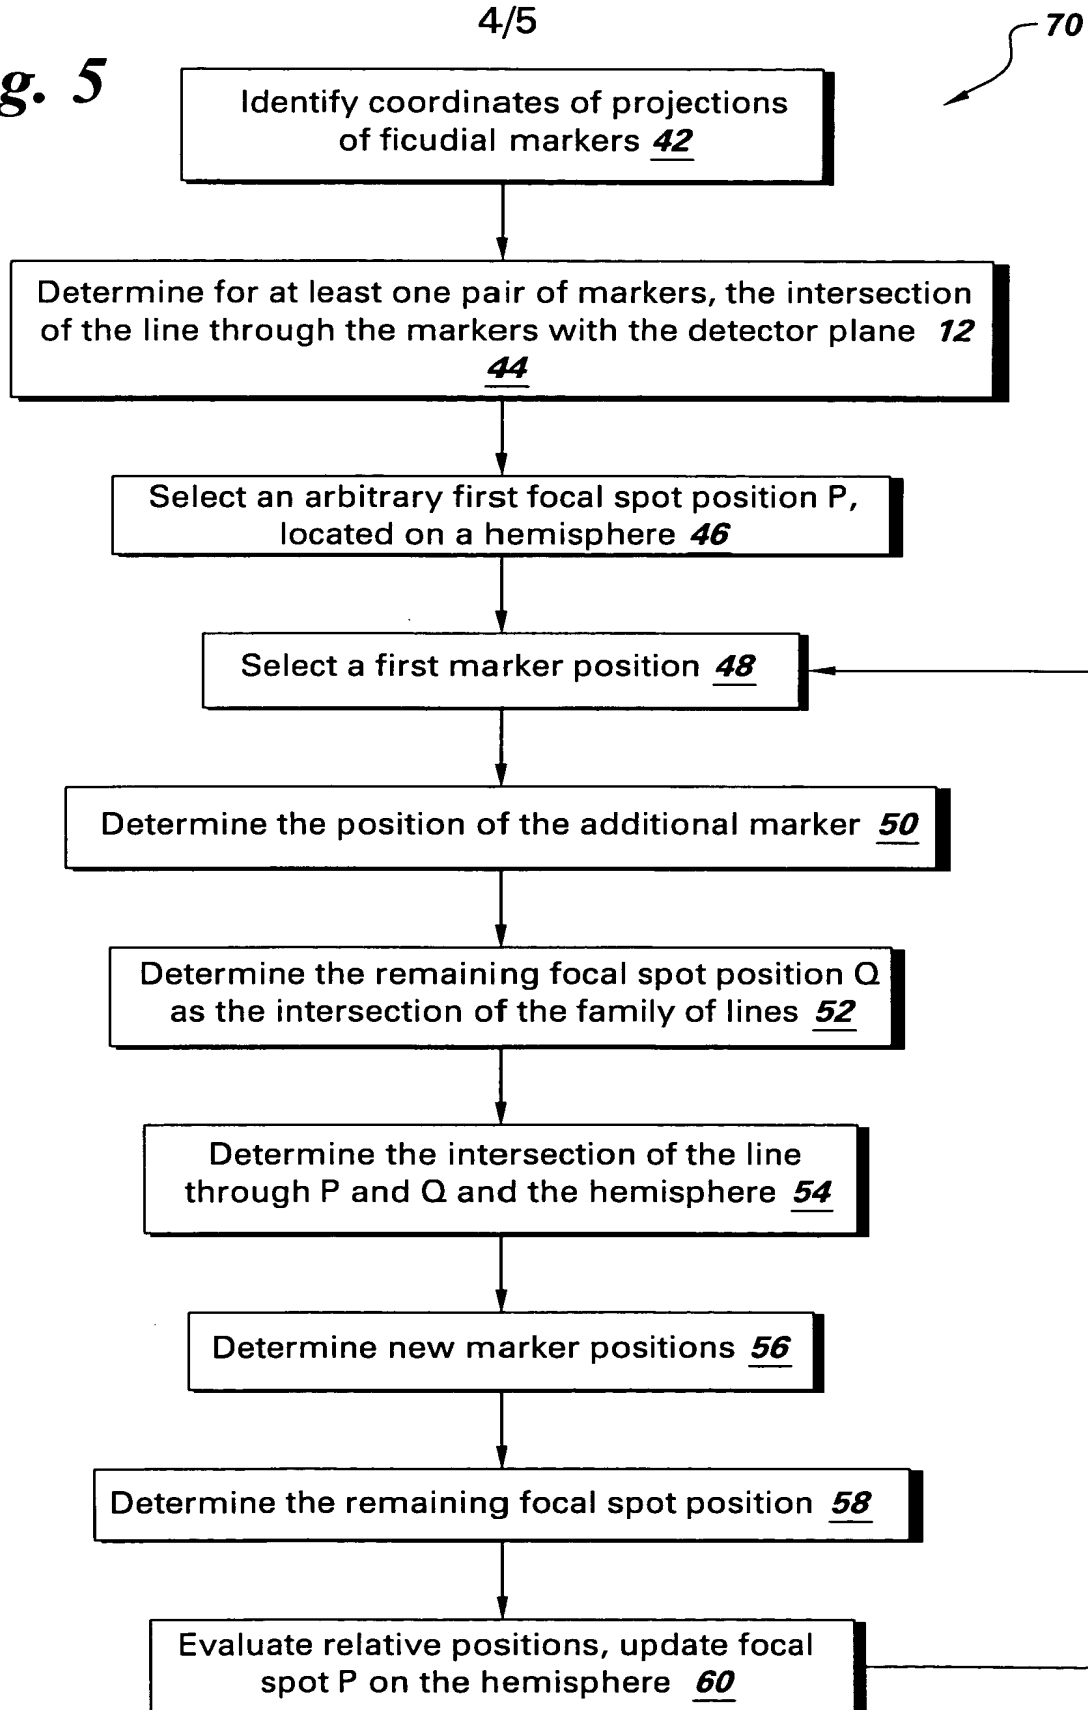 4/5
70
g. 5
Identify coordinates of projections
of ficudial markers 42
Determine for at least one pair of markers, the intersection
of the line through the markers with the detector plane 12
44
Select an arbitrary first focal spot position P,
located on a hemisphere 46
Select a first marker position 48
Determine the position of the additional marker 50
Determine the remaining focal spot position Q
as the intersection of the family of lines 52
Determine the intersection of the line
through P and Q and the hemisphere 54
Determine new marker positions 56
Determine the remaining focal spot position 58
Evaluate relative positions, update focal
spot P on the hemisphere 60